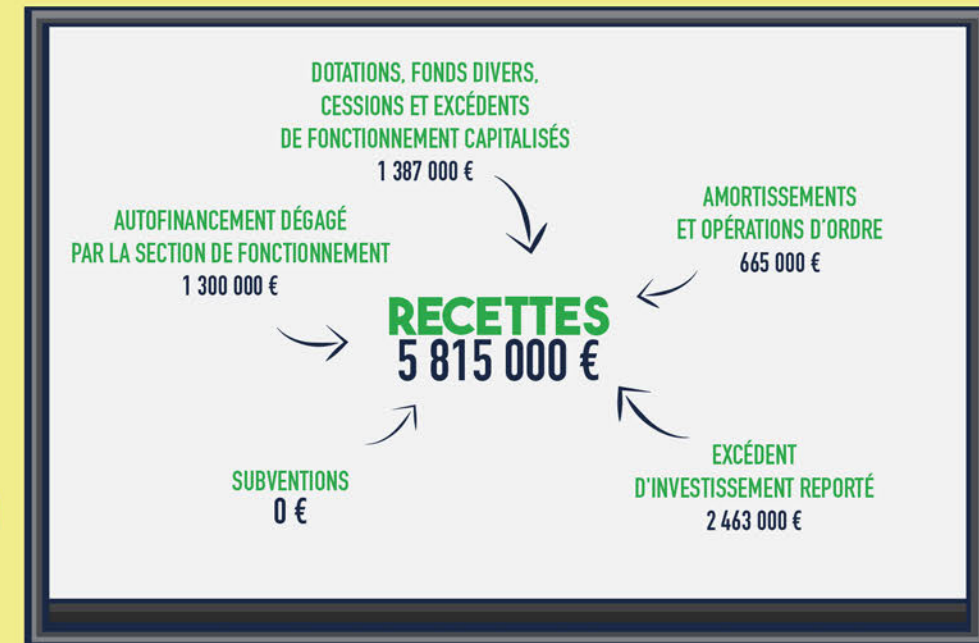 DOTATIONS, FONDS DIVERS,
CESSIONS ET EXCÉDENTS
DE FONCTIONNEMENT CAPITALISÉS
1 387 000 €
AUTOFINANCEMENT DÉGAGÉ
PAR LA SECTION DE FONCTIONNEMENT
1 300 000 €
AMORTISSEMENTS
ET OPÉRATIONS D'ORDRE
665 000 €
RECETTES
5 815 000 €
SUBVENTIONS
0 €
EXCÉDENT
D'INVESTISSEMENT REPORTÉ
2 463 000 €